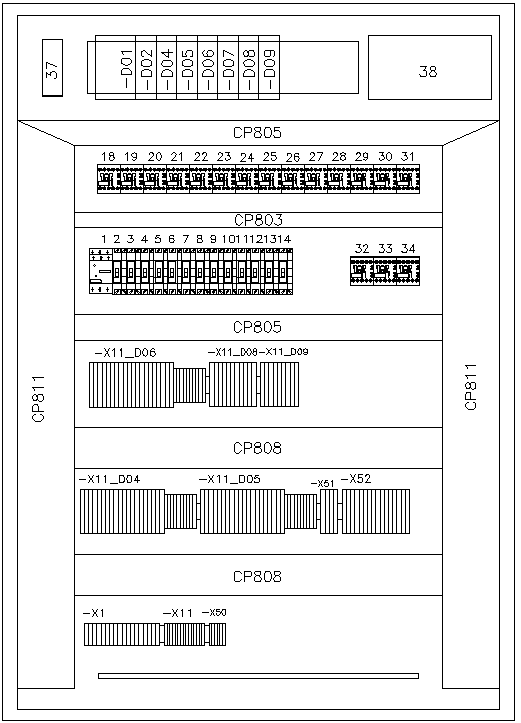 37
-D01 -D02 -D04 -D05 -D06 -D07 -D08 -D09
38
CP805
18 19 20 21 22 23 24 25 26 27 28 29 30 31
CP803
1 2 3 4 5 6 7 8 9 10 11 12 13 14
32 33 34
CP805
-X11_D06 -X11_D08 -X11_D09
CP811
CP811
CP808
-X11_D04 -X11_D05 -X51 -X52
CP808
-X1 -X11 -X50